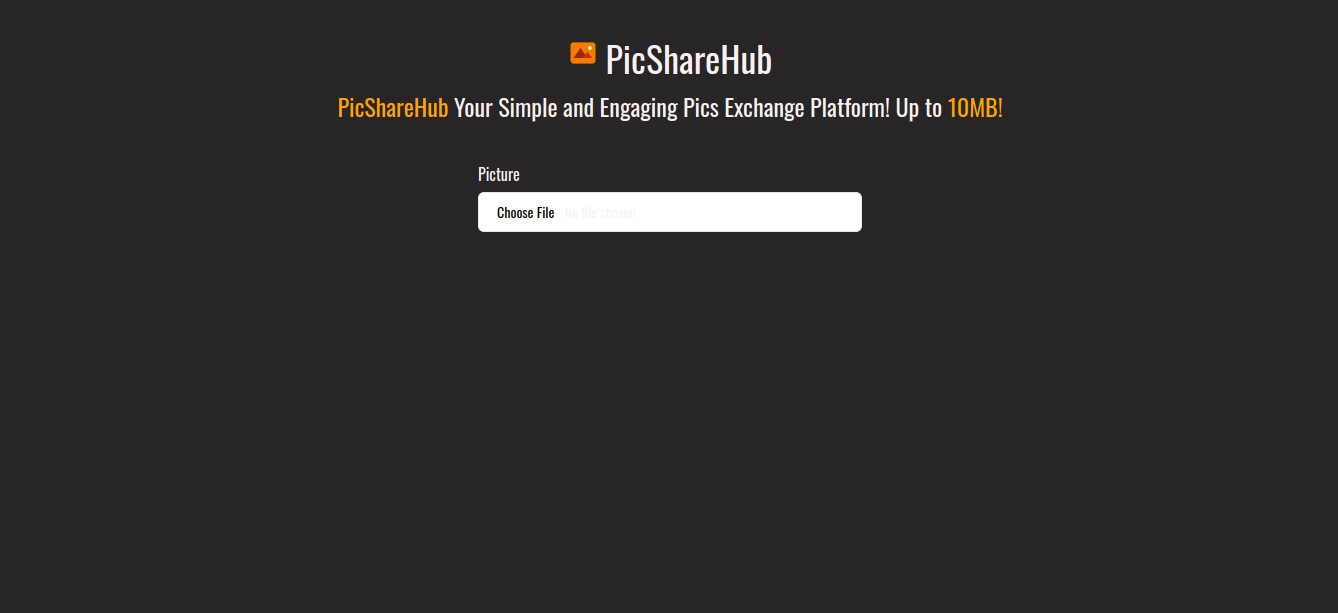 PicShareHub
PicShareHub Your Simple and Engaging Pics Exchange Platform! Up to 10MB!
Picture
Choose File No file chosen